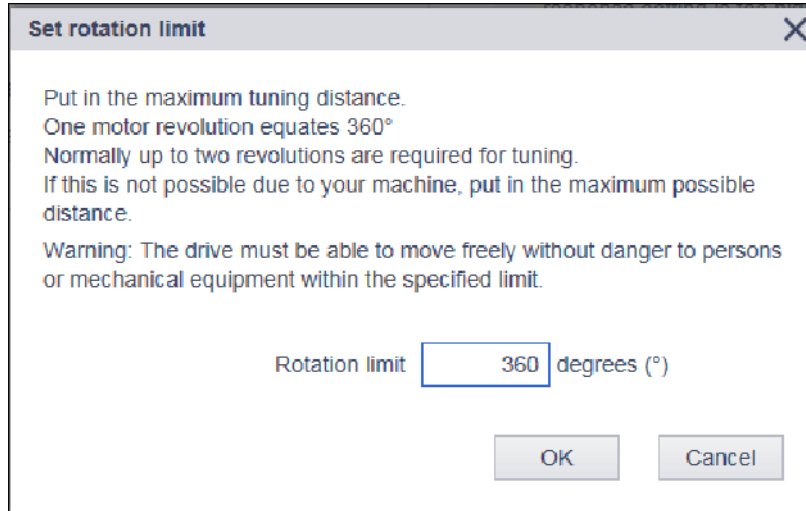 Set rotation limit
Put in the maximum tuning distance.
One motor revolution equates 360°
Normally up to two revolutions are required for tuning.
If this is not possible due to your machine, put in the maximum possible
distance.
Warning: The drive must be able to move freely without danger to persons
or mechanical equipment within the specified limit.
Rotation limit 360 degrees (°)
OK Cancel